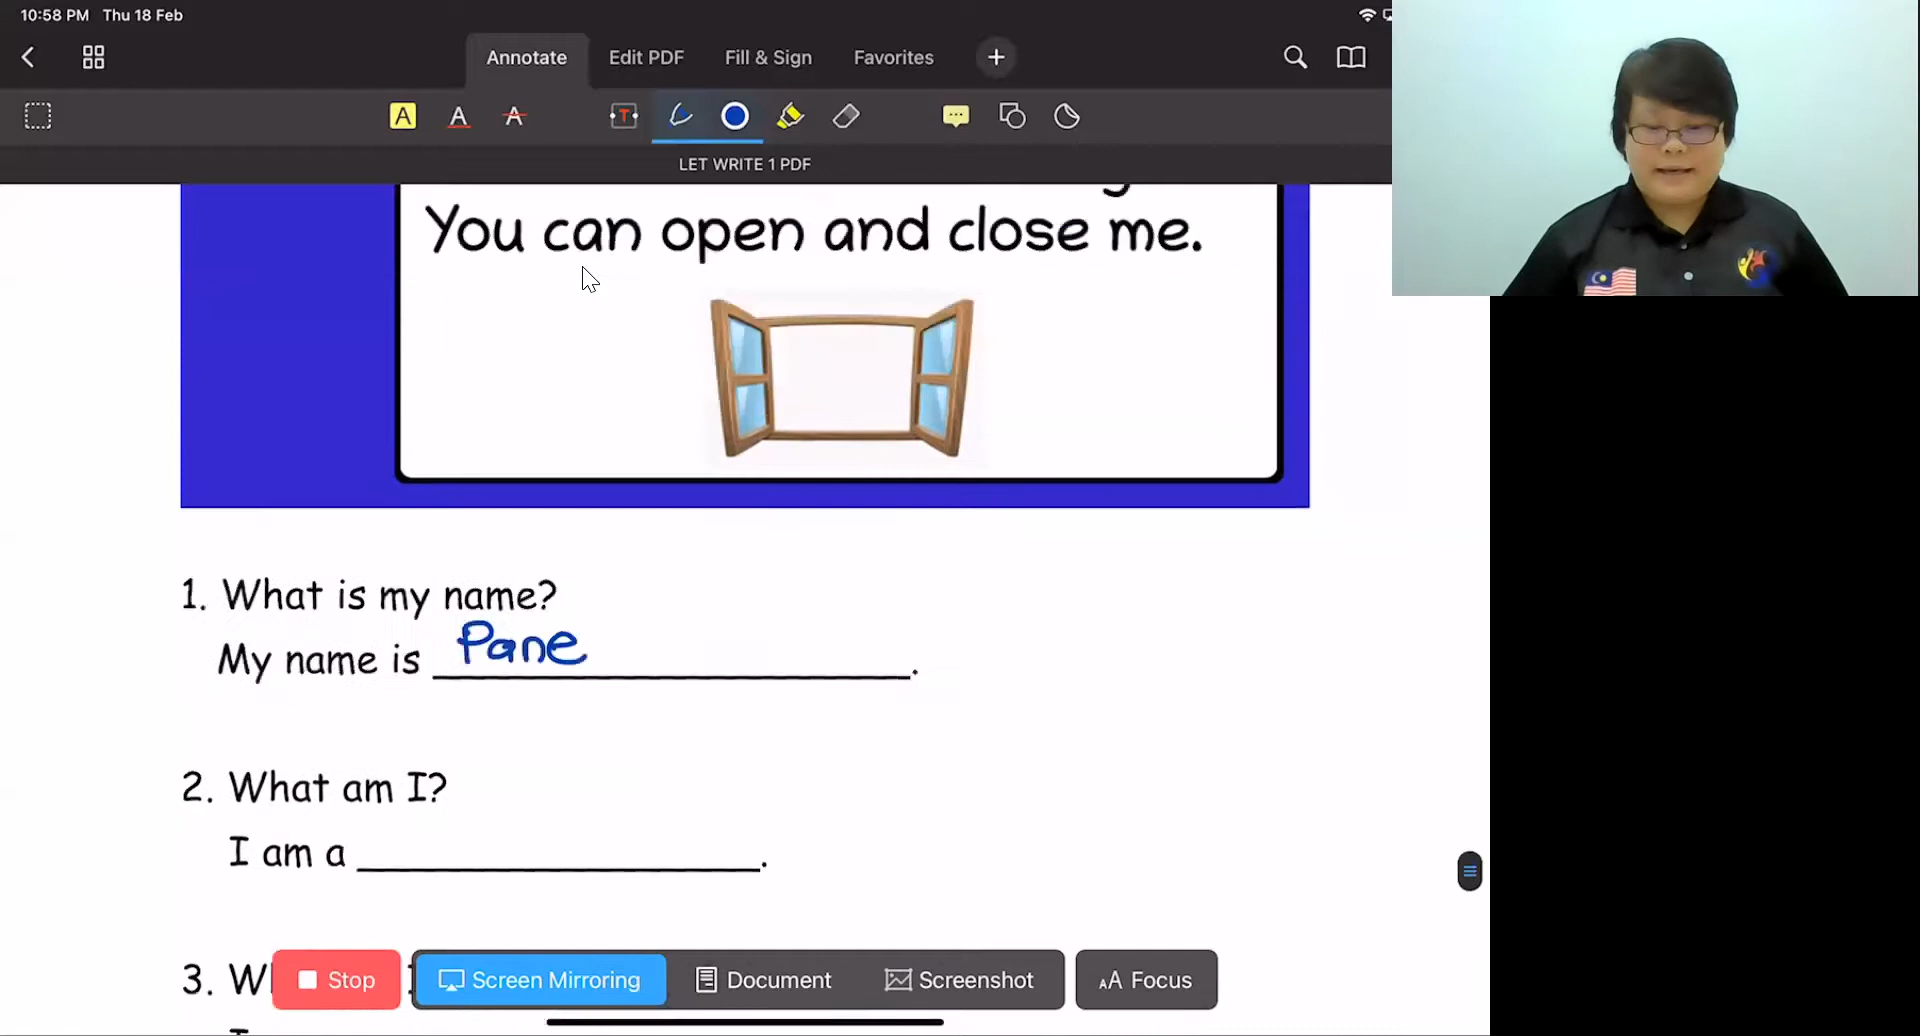 10:58 PM Thu 18 Feb
Annotate Edit PDF Fill & Sign Favorites
A A A T
LET WRITE 1 PDF
You can open and close me.
1. What is my name?
My name is Pane.
2. What am I?
I am a .
3.
Stop Screen Mirroring Document Screenshot AA Focus